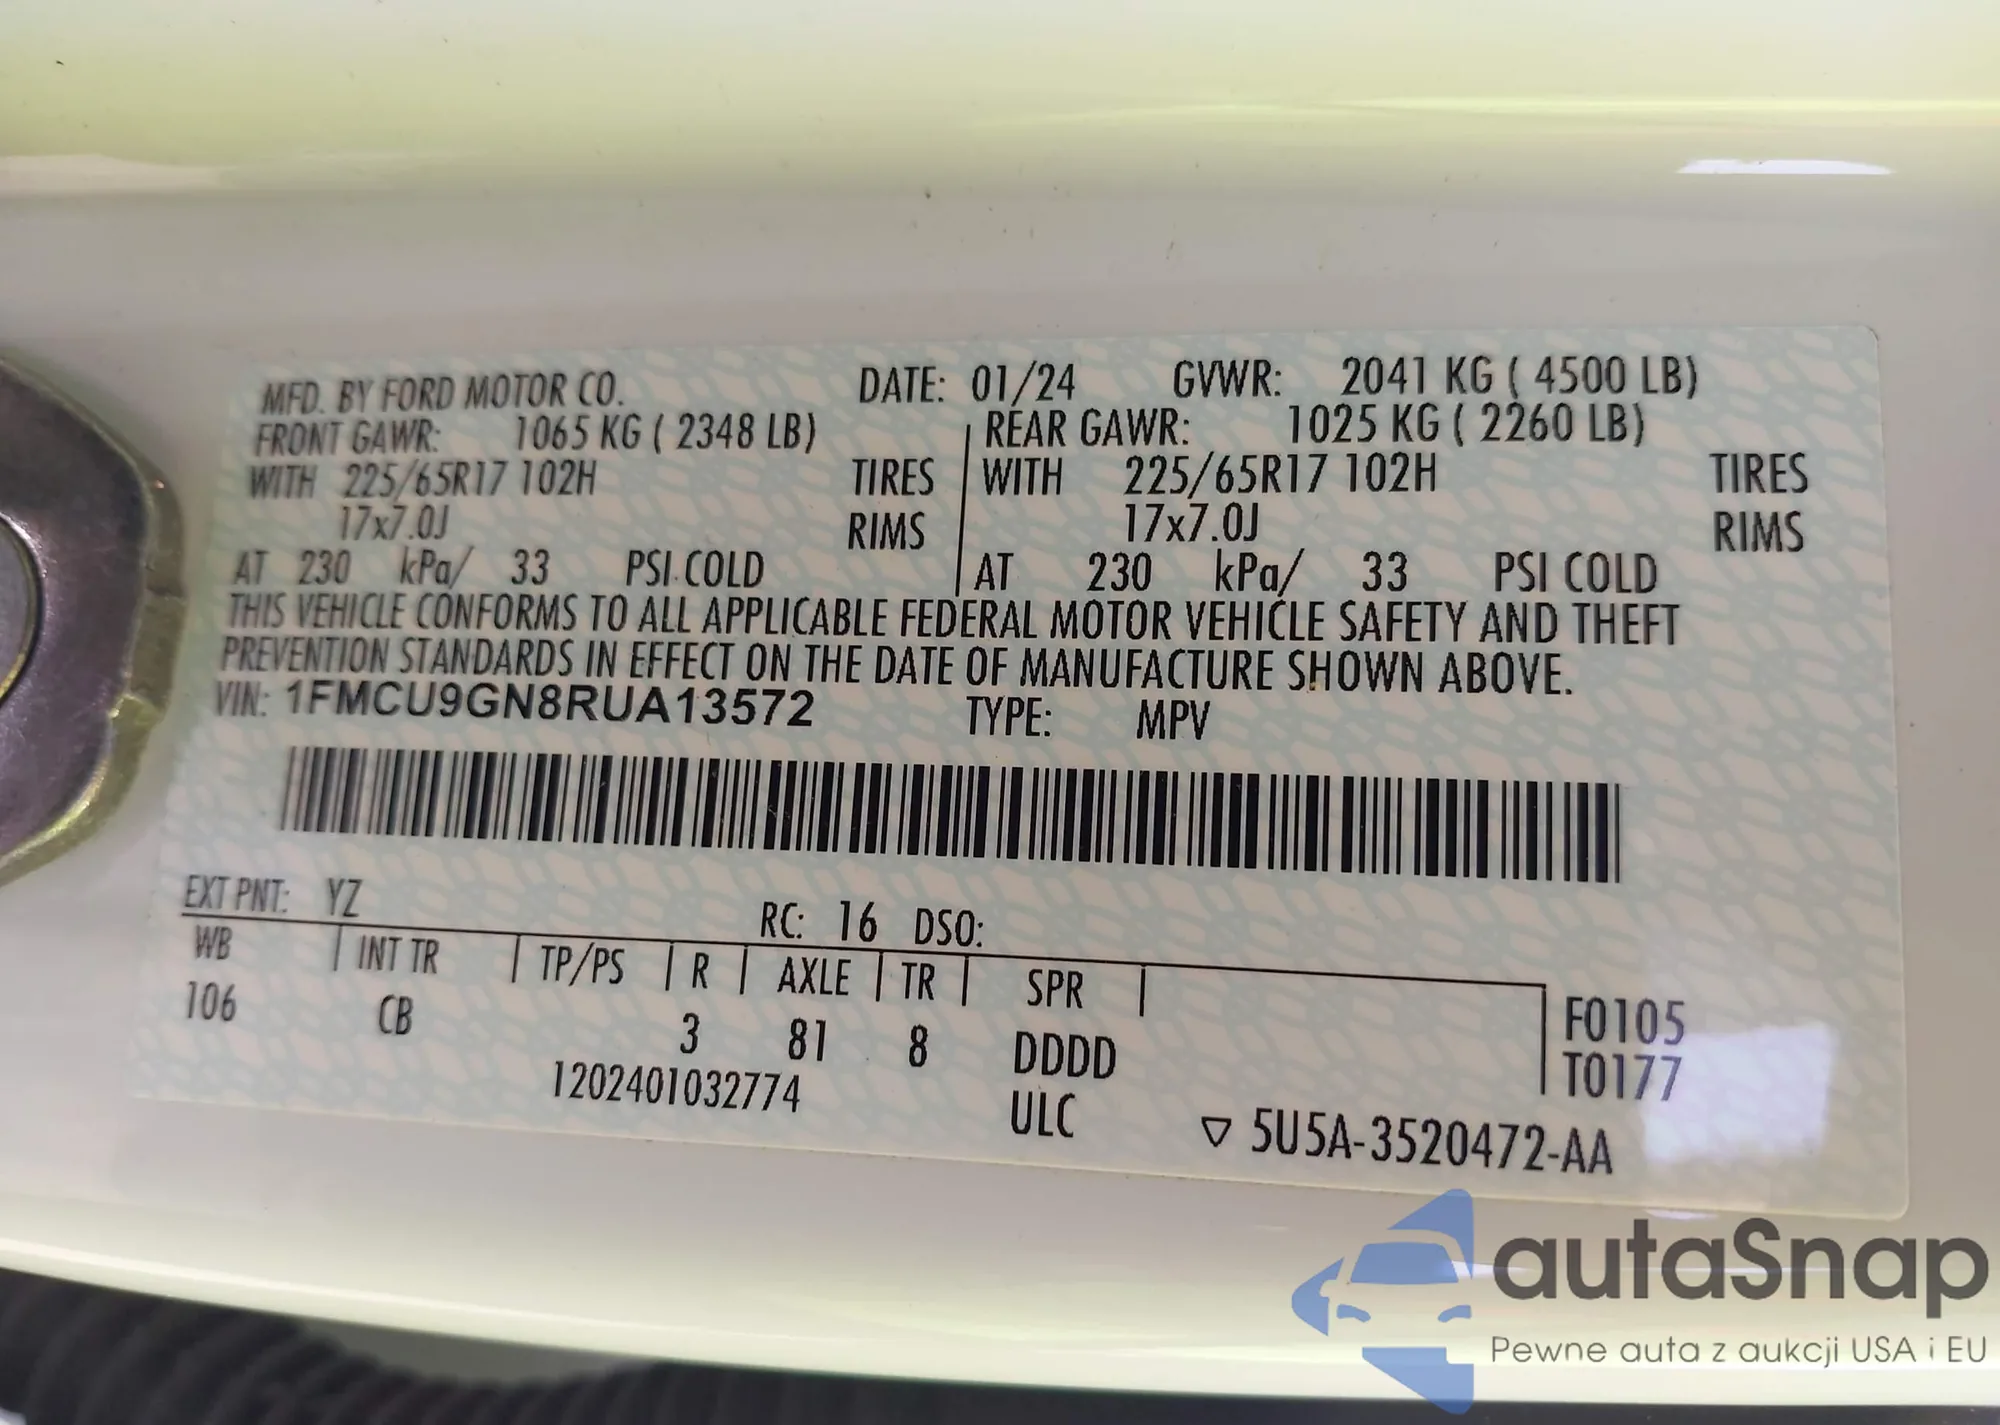 MFD. BY FORD MOTOR CO. DATE: 01/24 GVWR: 2041 KG ( 4500 LB)
FRONT GAWR: 1065 KG ( 2348 LB) REAR GAWR: 1025 KG ( 2260 LB)
WITH 225/65R17 102H TIRES WITH 225/65R17 102H TIRES
17x7.0J RIMS 17x7.0J RIMS
AT 230 kPa/ 33 PSI COLD AT 230 kPa/ 33 PSI COLD
THIS VEHICLE CONFORMS TO ALL APPLICABLE FEDERAL MOTOR VEHICLE SAFETY AND THEFT
PREVENTION STANDARDS IN EFFECT ON THE DATE OF MANUFACTURE SHOWN ABOVE.
VIN: 1FMCU9GN8RUA13572 TYPE: MPV
EXT PNT: YZ RC: 16 DSO:
WB INT TR TP/PS R AXLE TR SPR
106 CB 3 81 8 DDDD F0105
T0177
1202401032774 ULC ▽ 5U5A-3520472-AA
autaSnap
Pewne auta z aukcji USA i EU